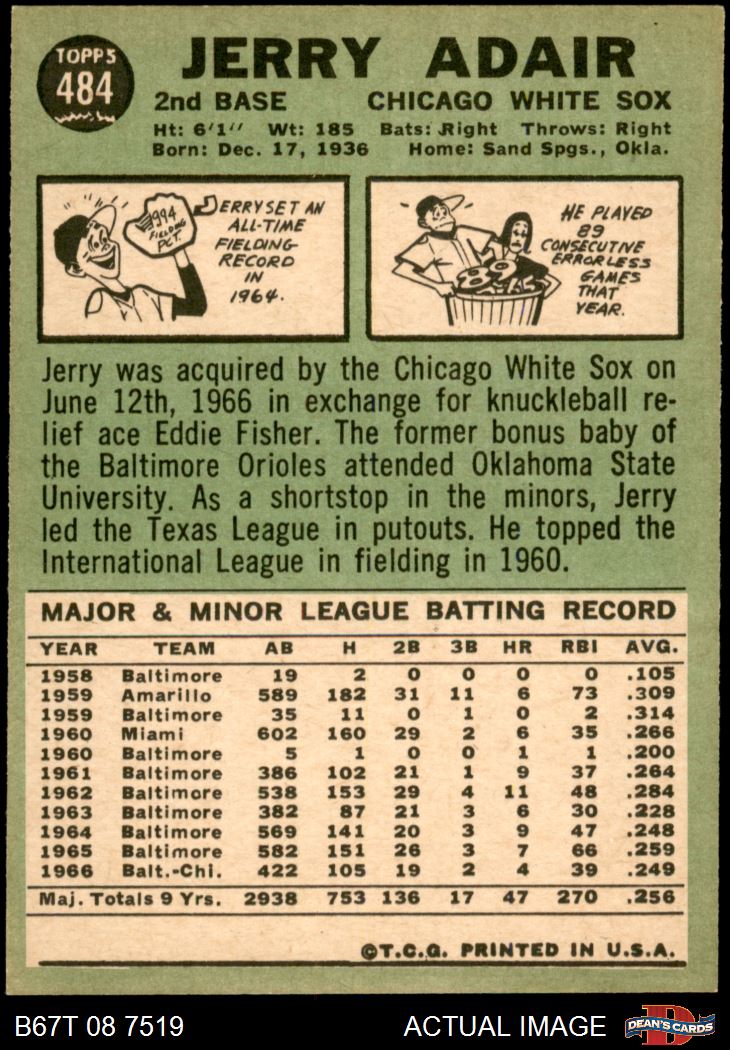 TOPPS
484
JERRY ADAIR
2nd BASE CHICAGO WHITE SOX
Ht: 6'1" Wt: 185 Bats: Right Throws: Right
Born: Dec. 17, 1936 Home: Sand Spgs., Okla.
.994
FIELDING
PCT.
JERRY SET AN
ALL-TIME
FIELDING
RECORD
IN
1964.
HE PLAYED
89
CONSECUTIVE
ERRORLESS
GAMES
THAT
YEAR.
Jerry was acquired by the Chicago White Sox on
June 12th, 1966 in exchange for knuckleball re-
lief ace Eddie Fisher. The former bonus baby of
the Baltimore Orioles attended Oklahoma State
University. As a shortstop in the minors, Jerry
led the Texas League in putouts. He topped the
International League in fielding in 1960.
MAJOR & MINOR LEAGUE BATTING RECORD
YEAR TEAM AB H 2B 3B HR RBI AVG.
1958 Baltimore 19 2 0 0 0 0 .105
1959 Amarillo 589 182 31 11 6 73 .309
1959 Baltimore 35 11 0 1 0 2 .314
1960 Miami 602 160 29 2 6 35 .266
1960 Baltimore 5 1 0 0 1 1 .200
1961 Baltimore 386 102 21 1 9 37 .264
1962 Baltimore 538 153 29 4 11 48 .284
1963 Baltimore 382 87 21 3 6 30 .228
1964 Baltimore 569 141 20 3 9 47 .248
1965 Baltimore 582 151 26 3 7 66 .259
1966 Balt.-Chi. 422 105 19 2 4 39 .249
Maj. Totals 9 Yrs. 2938 753 136 17 47 270 .256
©T.C.G. PRINTED IN U.S.A.
B67T 08 7519 ACTUAL IMAGE D DEAN'S CARDS